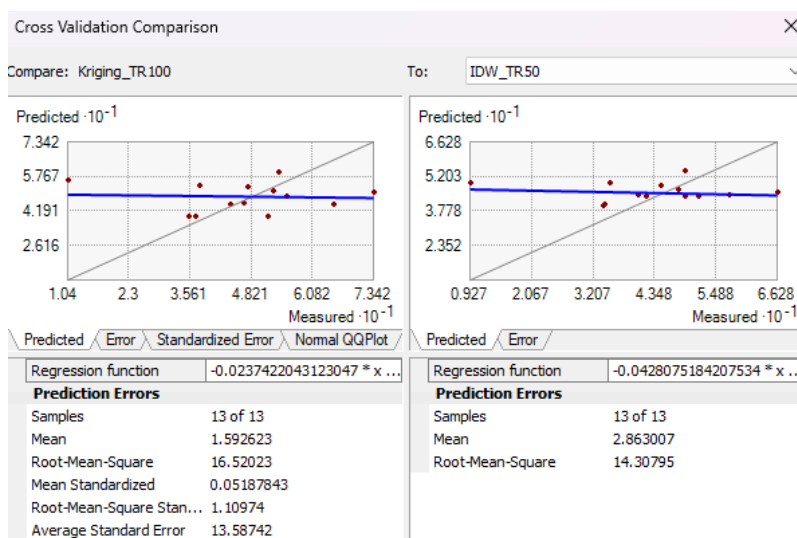 Cross Validation Comparison
Compare: Kriging_TR100
To: IDW_TR50
Predicted ·10-1
7.342
5.767
4.191
2.616
1.04 2.3 3.561 4.821 6.082 7.342
Measured ·10-1
Predicted Error Standardized Error Normal QQPlot
Regression function -0.0237422043123047 * x ...
Prediction Errors
Samples 13 of 13
Mean 1.592623
Root-Mean-Square 16.52023
Mean Standardized 0.05187843
Root-Mean-Square Stan... 1.10974
Average Standard Error 13.58742
Predicted ·10-1
6.628
5.203
3.778
2.352
0.927 2.067 3.207 4.348 5.488 6.628
Measured ·10-1
Predicted Error
Regression function -0.0428075184207534 * x ...
Prediction Errors
Samples 13 of 13
Mean 2.863007
Root-Mean-Square 14.30795